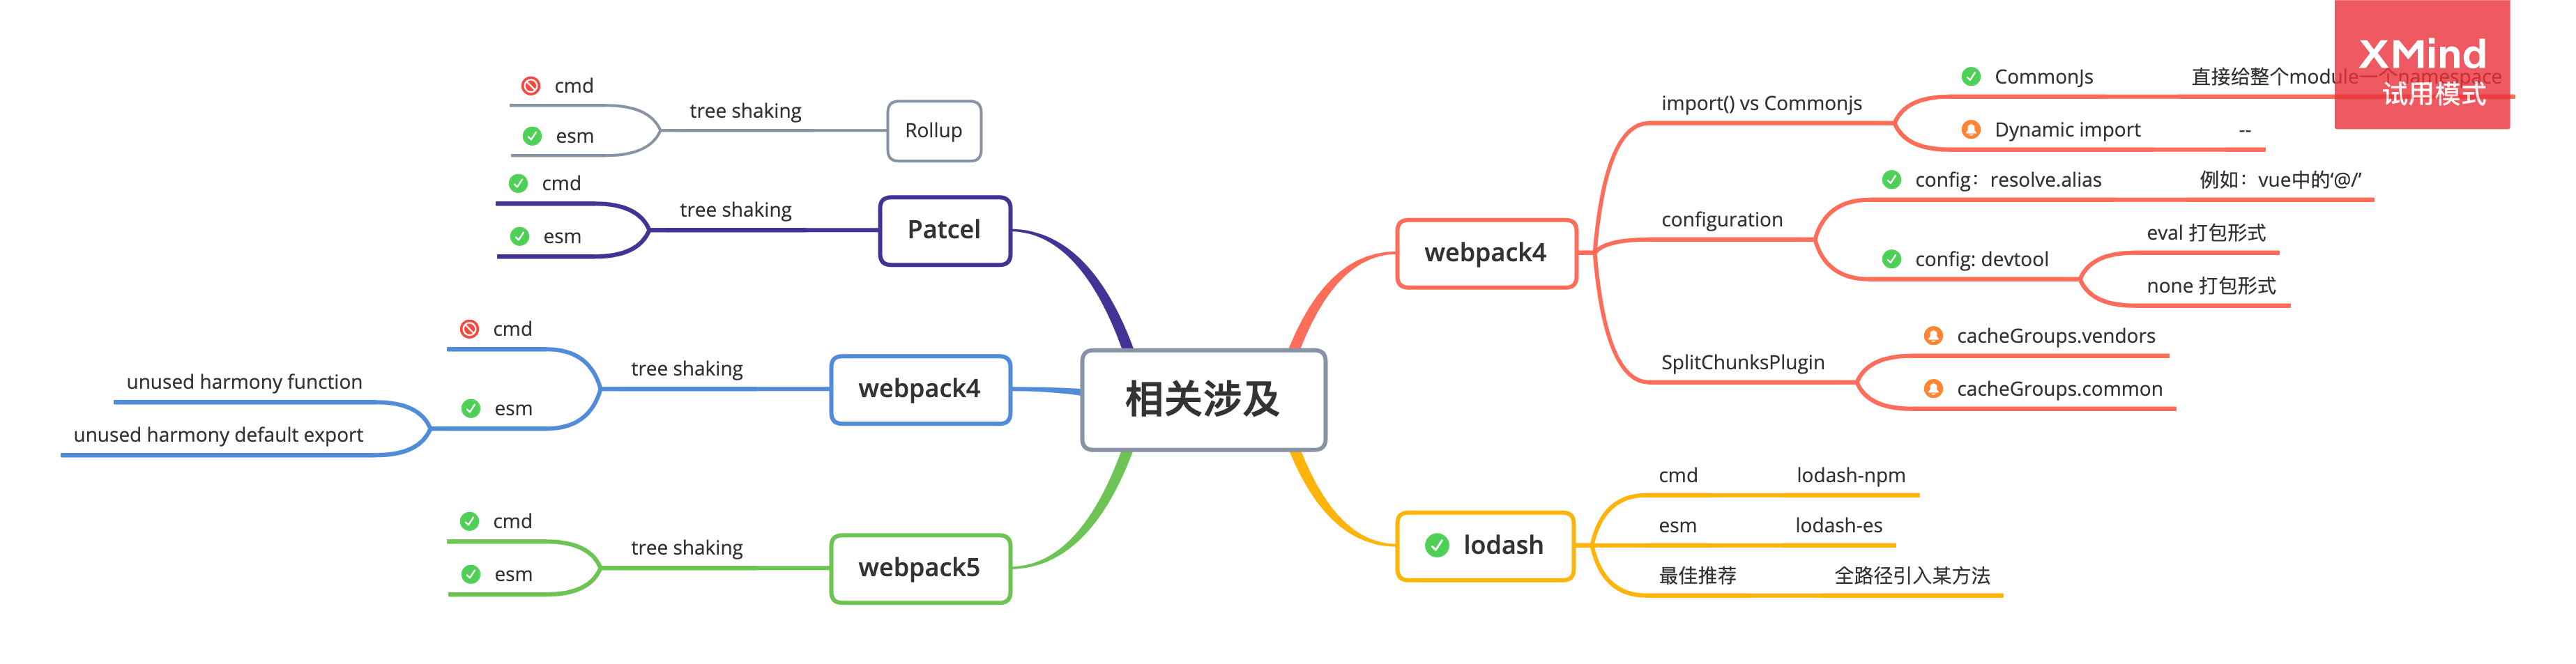 相关涉及
webpack4
import() vs Commonjs
CommonJs
直接给整个module一个namespace
Dynamic import
--
configuration
config：resolve.alias
例如：vue中的‘@/’
config: devtool
eval 打包形式
none 打包形式
SplitChunksPlugin
cacheGroups.vendors
cacheGroups.common
lodash
cmd
lodash-npm
esm
lodash-es
最佳推荐
全路径引入某方法
Rollup
tree shaking
cmd
esm
Patcel
tree shaking
cmd
esm
webpack4
tree shaking
cmd
esm
unused harmony function
unused harmony default export
webpack5
tree shaking
cmd
esm
XMind
试用模式